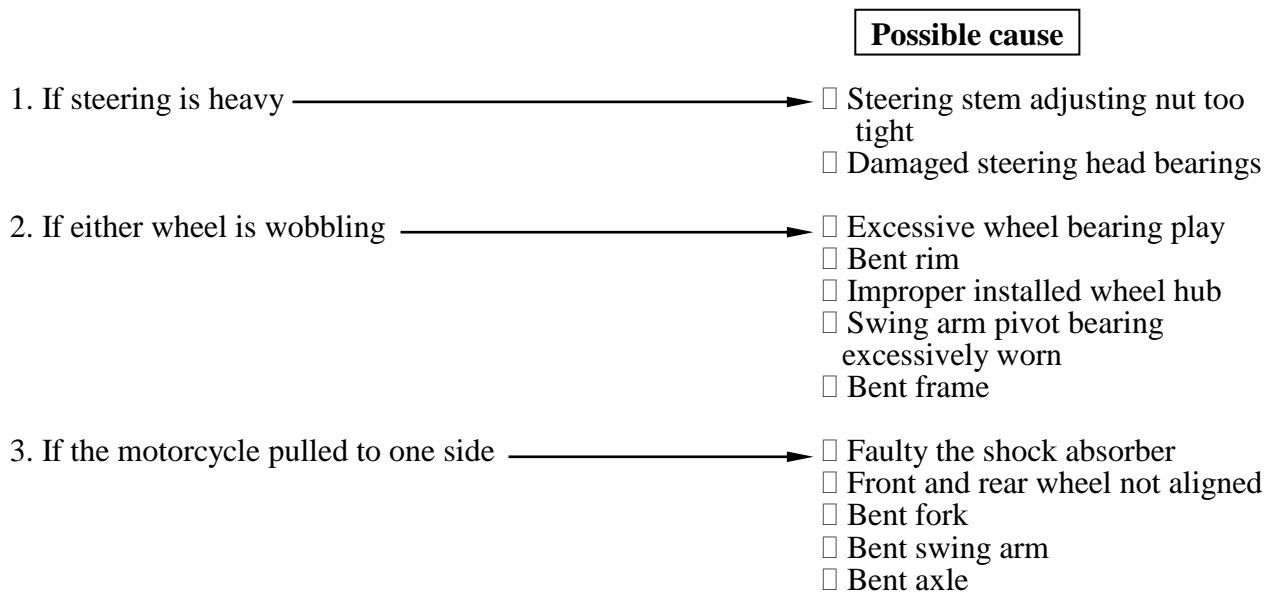 Possible cause
1. If steering is heavy □ Steering stem adjusting nut too
tight
□ Damaged steering head bearings
2. If either wheel is wobbling □ Excessive wheel bearing play
□ Bent rim
□ Improper installed wheel hub
□ Swing arm pivot bearing
excessively worn
□ Bent frame
3. If the motorcycle pulled to one side □ Faulty the shock absorber
□ Front and rear wheel not aligned
□ Bent fork
□ Bent swing arm
□ Bent axle